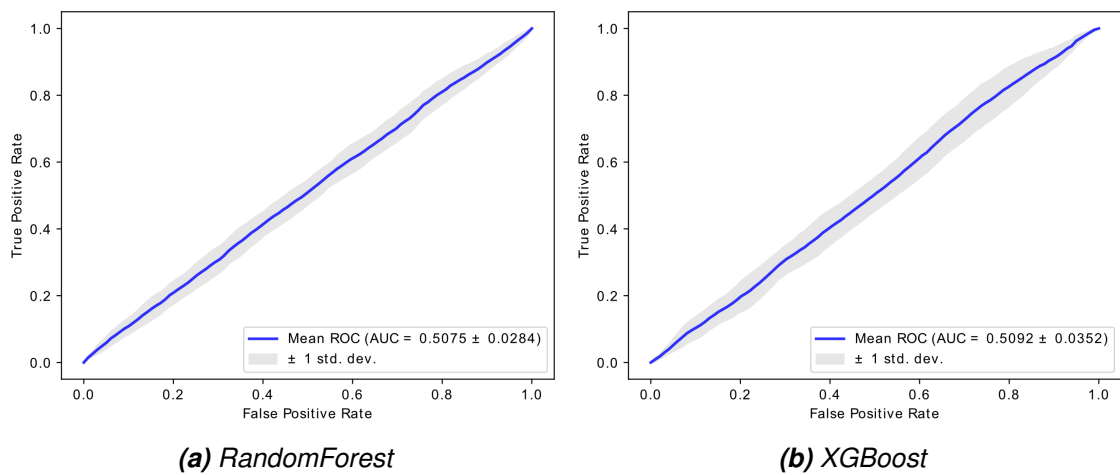 1.0
0.8
0.6
0.4
0.2
0.0
True Positive Rate
Mean ROC (AUC = 0.5075 ± 0.0284)
± 1 std. dev.
0.0 0.2 0.4 0.6 0.8 1.0
False Positive Rate
(a) RandomForest
1.0
0.8
0.6
0.4
0.2
0.0
True Positive Rate
Mean ROC (AUC = 0.5092 ± 0.0352)
± 1 std. dev.
0.0 0.2 0.4 0.6 0.8 1.0
False Positive Rate
(b) XGBoost